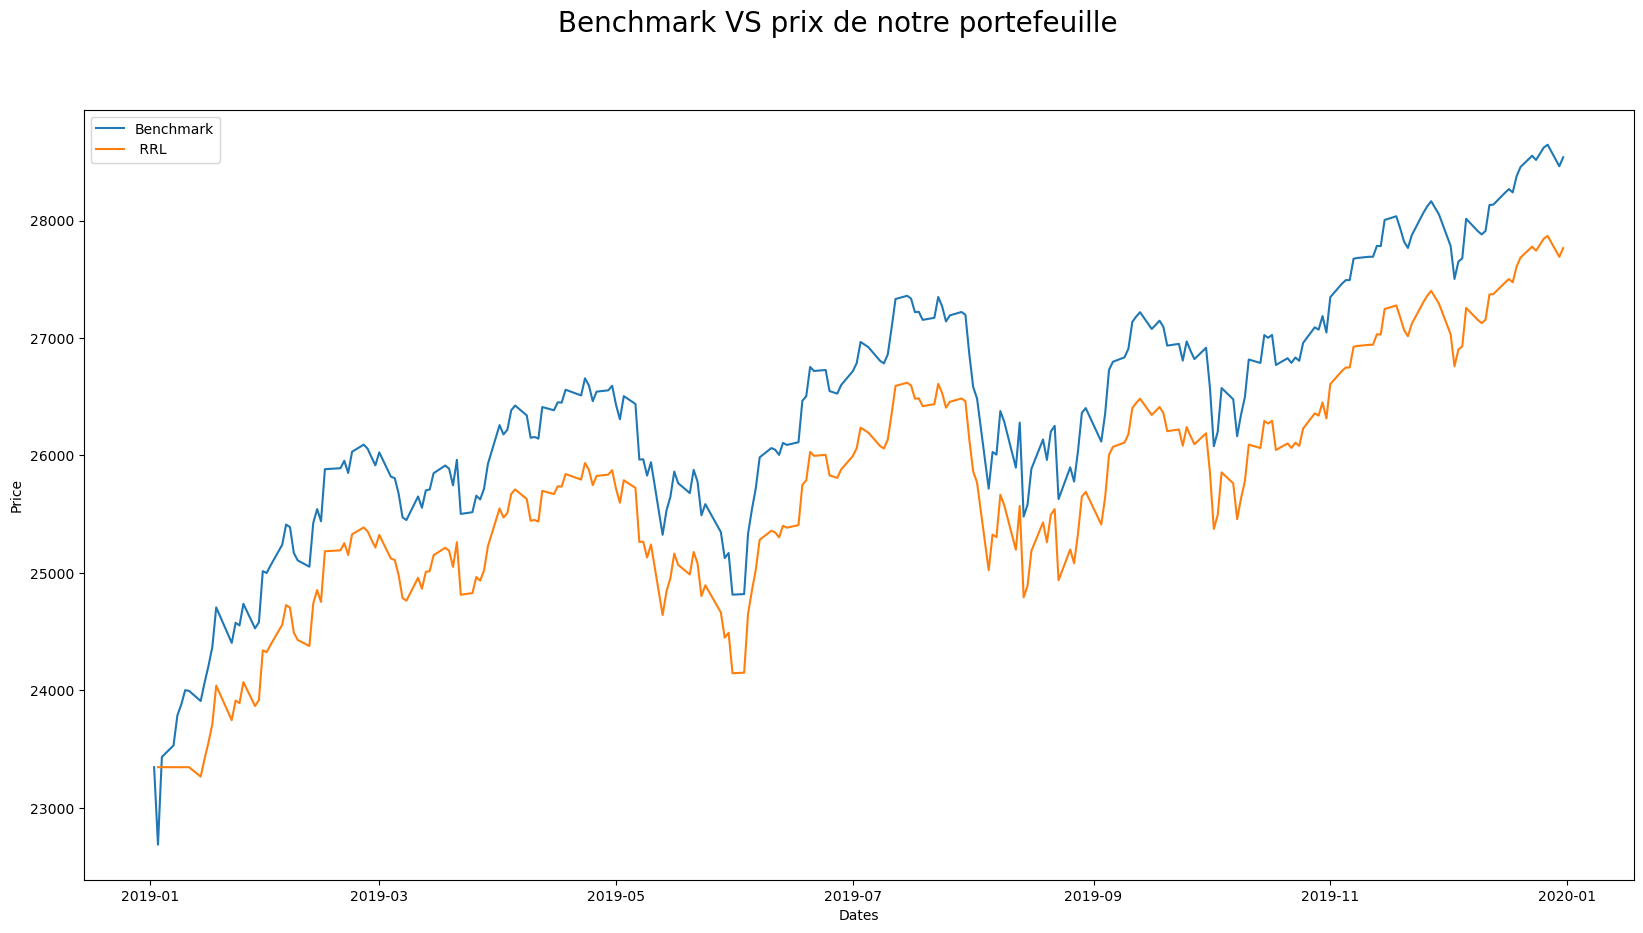 Benchmark VS prix de notre portefeuille
Benchmark
RRL
28000
27000
26000
25000
24000
23000
Price
2019-01 2019-03 2019-05 2019-07 2019-09 2019-11 2020-01
Dates